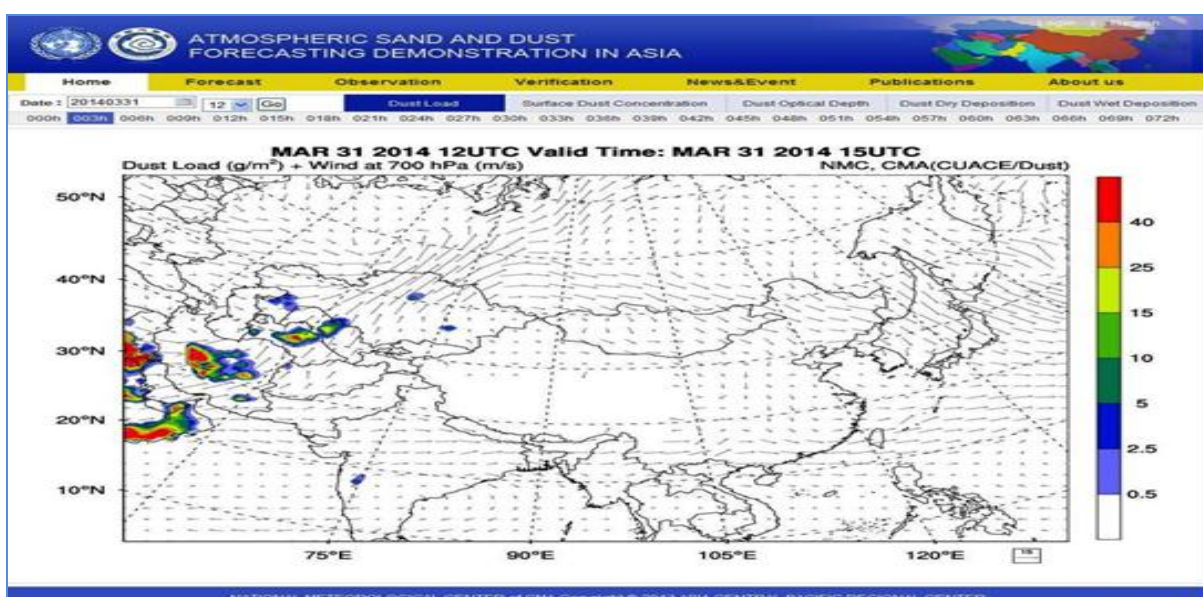 ATMOSPHERIC SAND AND DUST
FORECASTING DEMONSTRATION IN ASIA
Home Forecast Observation Verification News&Event Publications About us
Date : 20140331 12 Go Dust Load Surface Dust Concentration Dust Optical Depth Dust Dry Deposition Dust Wet Deposition
000h 003h 006h 009h 012h 015h 018h 021h 024h 027h 030h 033h 036h 039h 042h 045h 048h 051h 054h 057h 060h 063h 066h 069h 072h
MAR 31 2014 12UTC Valid Time: MAR 31 2014 15UTC
Dust Load (g/m²) + Wind at 700 hPa (m/s) NMC, CMA(CUACE/Dust)
50°N
40
40°N
25
15
30°N
10
5
20°N
2.5
10°N
0.5
75°E 90°E 105°E 120°E